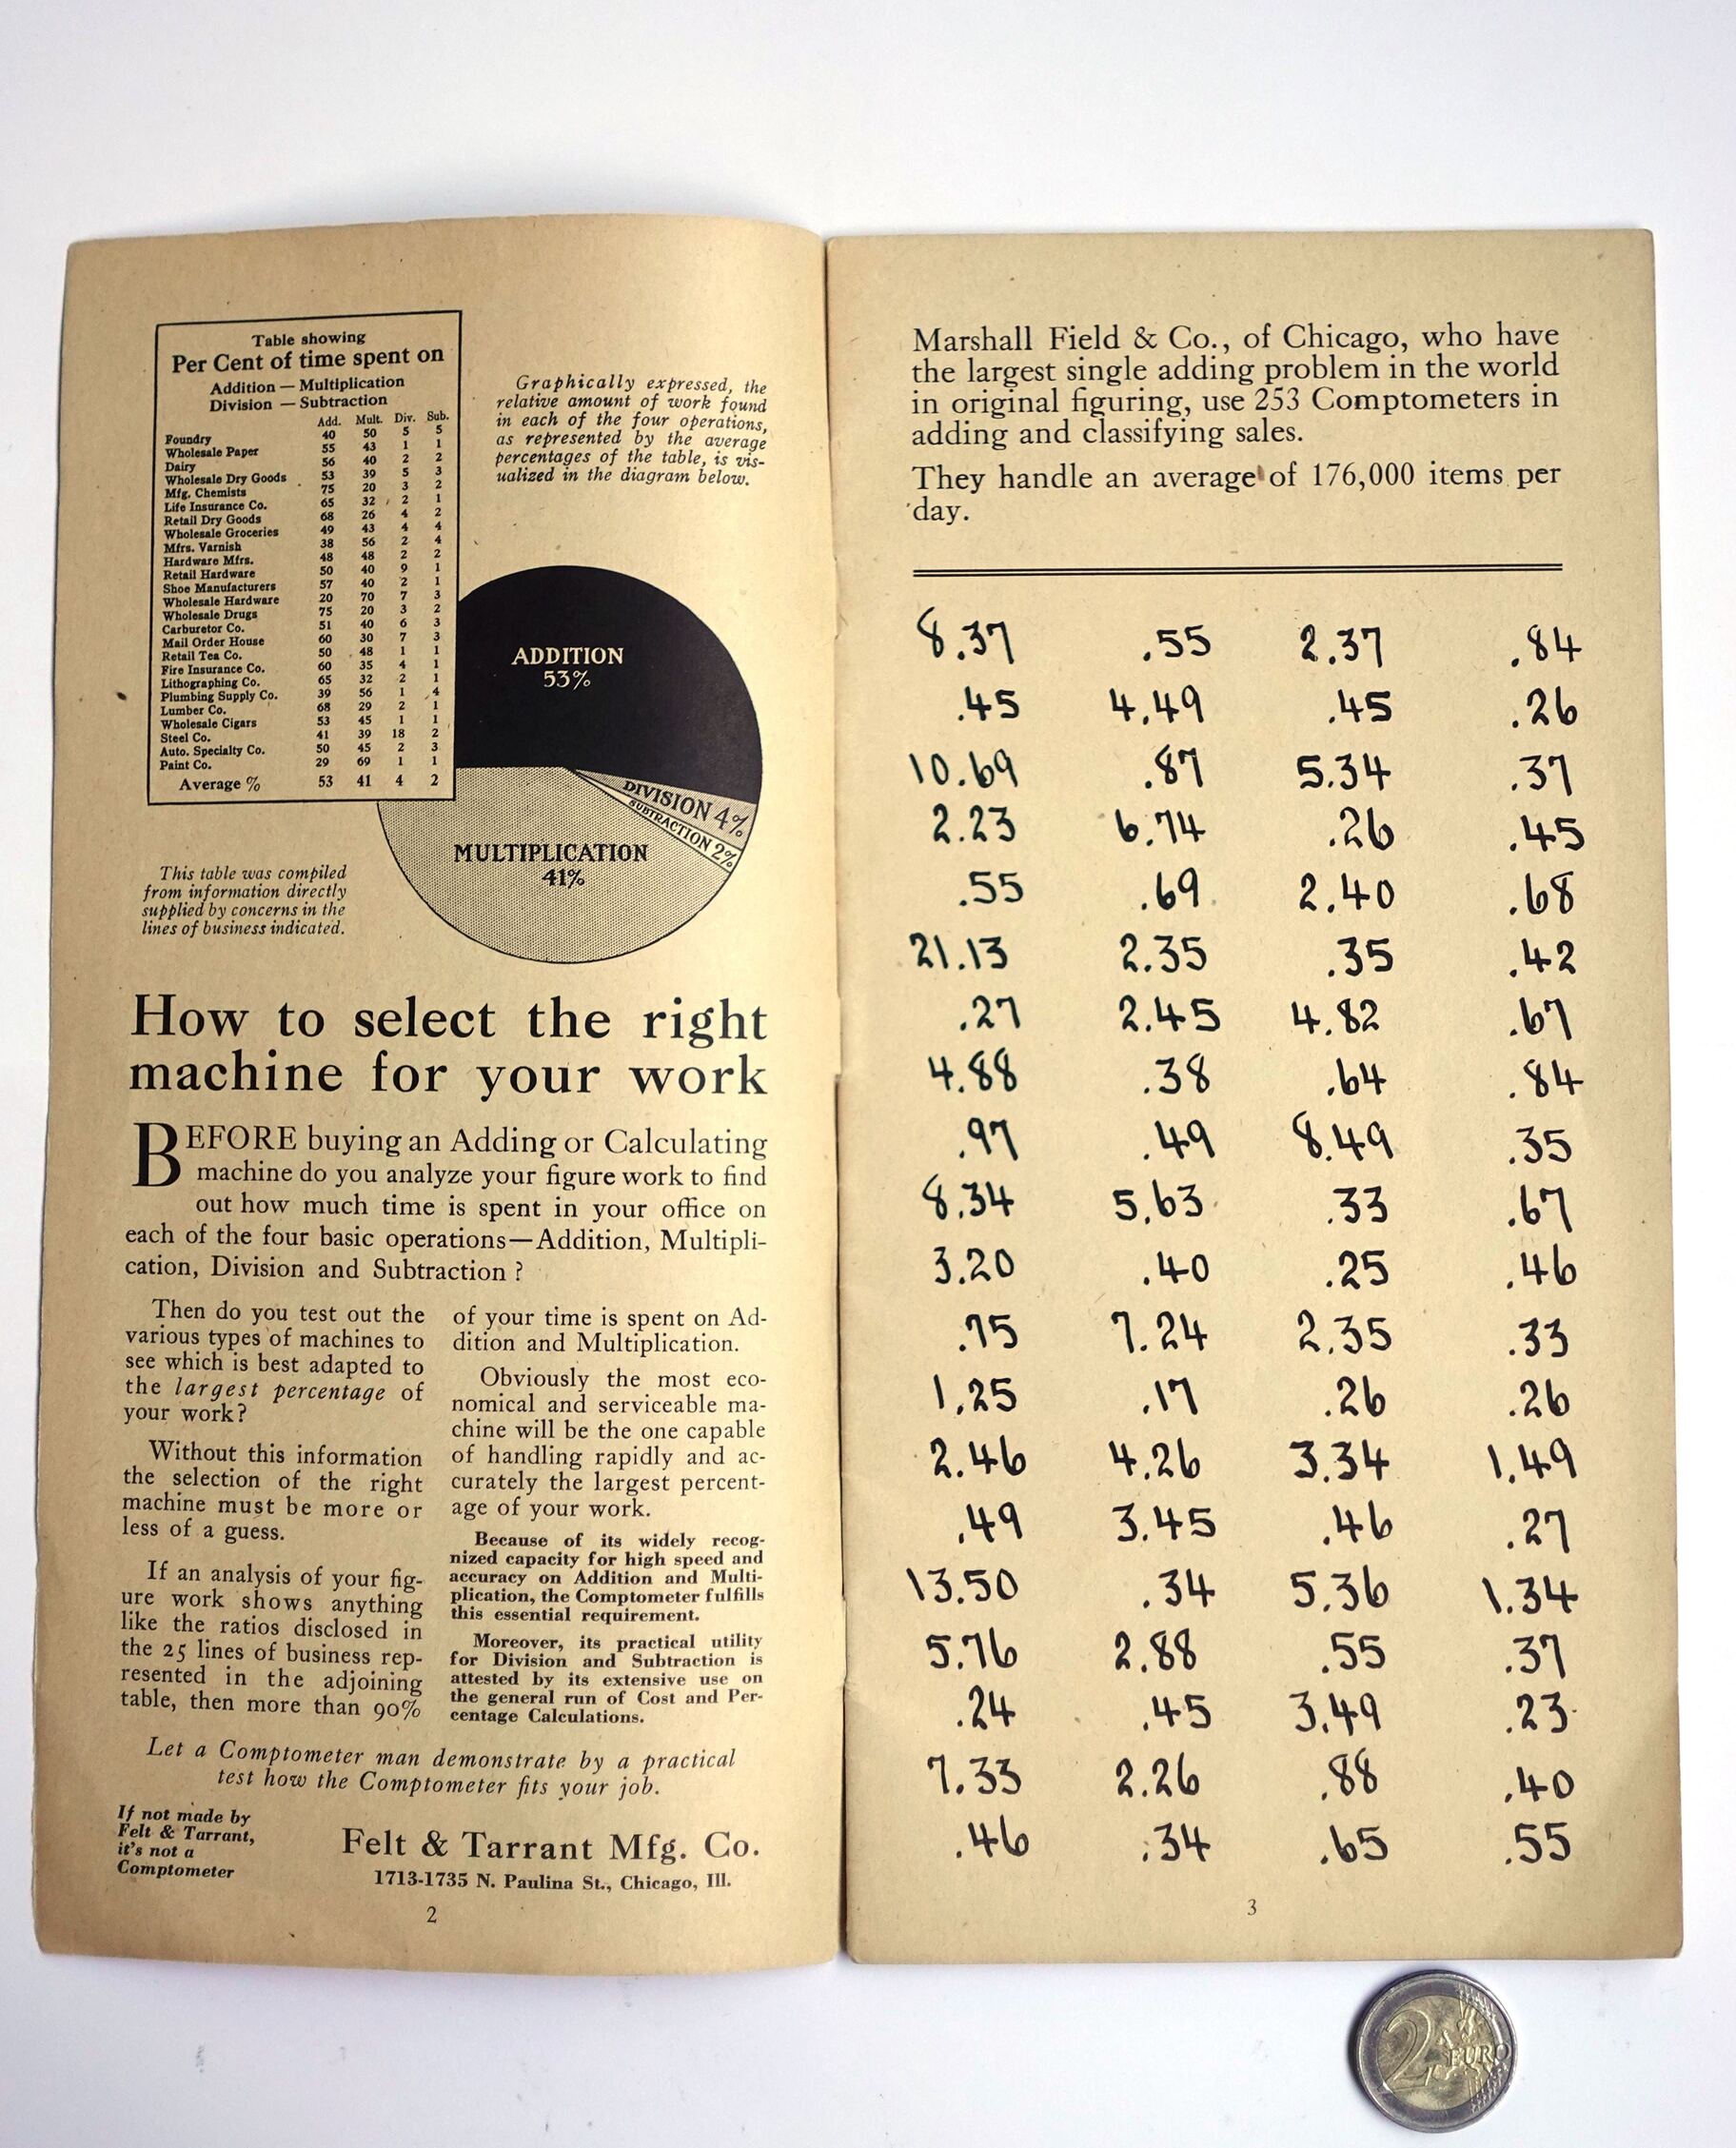 Table showing
Per Cent of time spent on
Addition — Multiplication
Division — Subtraction
Add. Mult. Div. Sub.
Foundry 40 50 5 5
Wholesale Paper 55 43 1 1
Dairy 56 40 2 2
Wholesale Dry Goods 53 39 5 3
Mfg. Chemists 75 20 3 2
Life Insurance Co. 65 32 2 1
Retail Dry Goods 68 26 4 2
Wholesale Groceries 49 43 4 4
Mfrs. Varnish 38 56 2 4
Hardware Mfrs. 48 48 2 2
Retail Hardware 50 40 9 1
Shoe Manufacturers 57 40 2 1
Wholesale Hardware 20 70 7 3
Wholesale Drugs 75 20 3 2
Carburetor Co. 51 40 6 3
Mail Order House 60 30 7 3
Retail Tea Co. 50 48 1 1
Fire Insurance Co. 60 35 4 1
Lithographing Co. 65 32 2 1
Plumbing Supply Co. 39 56 1 4
Lumber Co. 68 29 2 1
Wholesale Cigars 53 45 1 1
Steel Co. 41 39 18 2
Auto. Specialty Co. 50 45 2 3
Paint Co. 29 69 1 1
Average % 53 41 4 2
Graphically expressed, the
relative amount of work found
in each of the four operations,
as represented by the average
percentages of the table, is vis-
ualized in the diagram below.
ADDITION
53%
DIVISION 4%
SUBTRACTION 2%
MULTIPLICATION
41%
This table was compiled
from information directly
supplied by concerns in the
lines of business indicated.
How to select the right
machine for your work
BEFORE buying an Adding or Calculating
machine do you analyze your figure work to find
out how much time is spent in your office on
each of the four basic operations—Addition, Multipli-
cation, Division and Subtraction?
Then do you test out the
various types of machines to
see which is best adapted to
the largest percentage of
your work?
Without this information
the selection of the right
machine must be more or
less of a guess.
If an analysis of your fig-
ure work shows anything
like the ratios disclosed in
the 25 lines of business rep-
resented in the adjoining
table, then more than 90%
of your time is spent on Ad-
dition and Multiplication.
Obviously the most eco-
nomical and serviceable ma-
chine will be the one capable
of handling rapidly and ac-
curately the largest percent-
age of your work.
Because of its widely recog-
nized capacity for high speed and
accuracy on Addition and Multi-
plication, the Comptometer fulfills
this essential requirement.
Moreover, its practical utility
for Division and Subtraction is
attested by its extensive use on
the general run of Cost and Per-
centage Calculations.
Let a Comptometer man demonstrate by a practical
test how the Comptometer fits your job.
If not made by
Felt & Tarrant,
it's not a
Comptometer
Felt & Tarrant Mfg. Co.
1713-1735 N. Paulina St., Chicago, Ill.
2
Marshall Field & Co., of Chicago, who have
the largest single adding problem in the world
in original figuring, use 253 Comptometers in
adding and classifying sales.
They handle an average of 176,000 items per
day.
8.37 .55 2.37 .84
.45 4.49 .45 .26
10.69 .87 5.34 .37
2.23 6.74 .26 .45
.55 .69 2.40 .68
21.13 2.35 .35 .42
.27 2.45 4.82 .67
4.88 .38 .64 .84
.97 .49 8.49 .35
8.34 5.63 .33 .67
3.20 .40 .25 .46
.75 7.24 2.35 .33
1.25 .17 .26 .26
2.46 4.26 3.34 1.49
.49 3.45 .46 .27
13.50 .34 5.36 1.34
5.76 2.88 .55 .37
.24 .45 3.49 .23
7.33 2.26 .88 .40
.46 .34 .65 .55
3
2 EURO